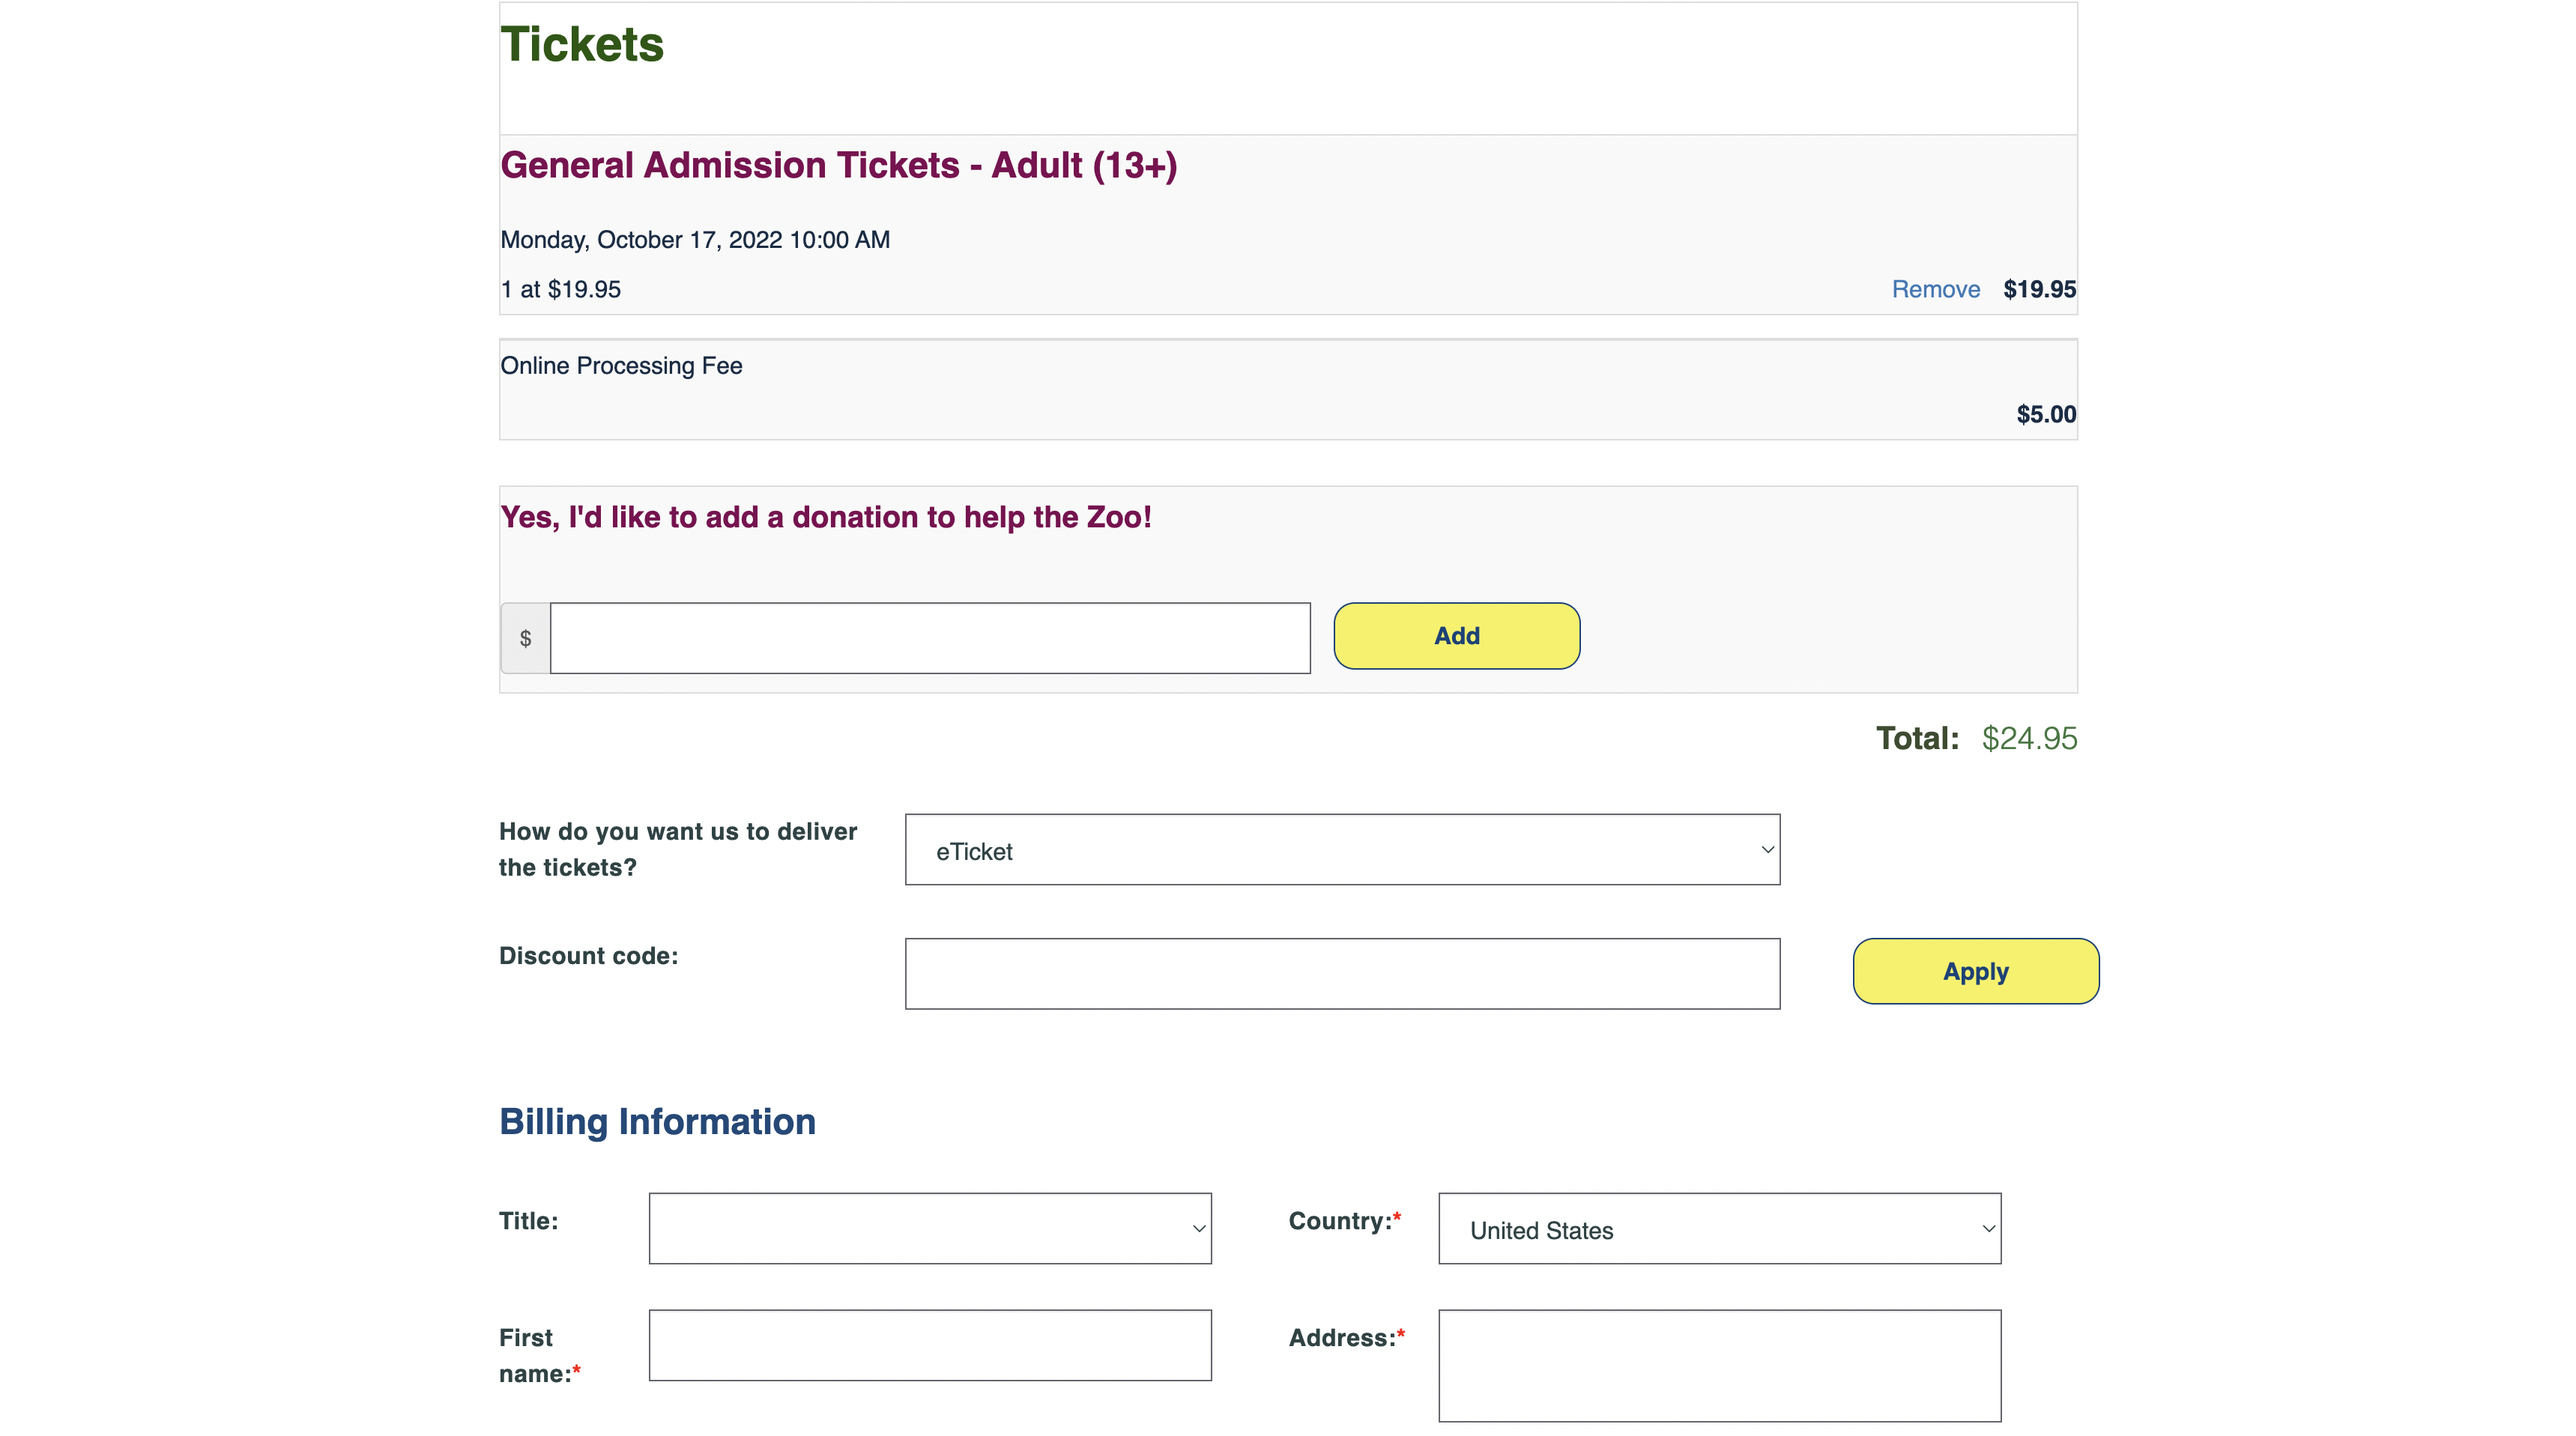 Tickets
General Admission Tickets - Adult (13+)
Monday, October 17, 2022 10:00 AM
1 at $19.95
Remove $19.95
Online Processing Fee
$5.00
Yes, I'd like to add a donation to help the Zoo!
$
Add
Total: $24.95
How do you want us to deliver
the tickets?
eTicket
Discount code:
Apply
Billing Information
Title:
Country:*
United States
First
name:*
Address:*